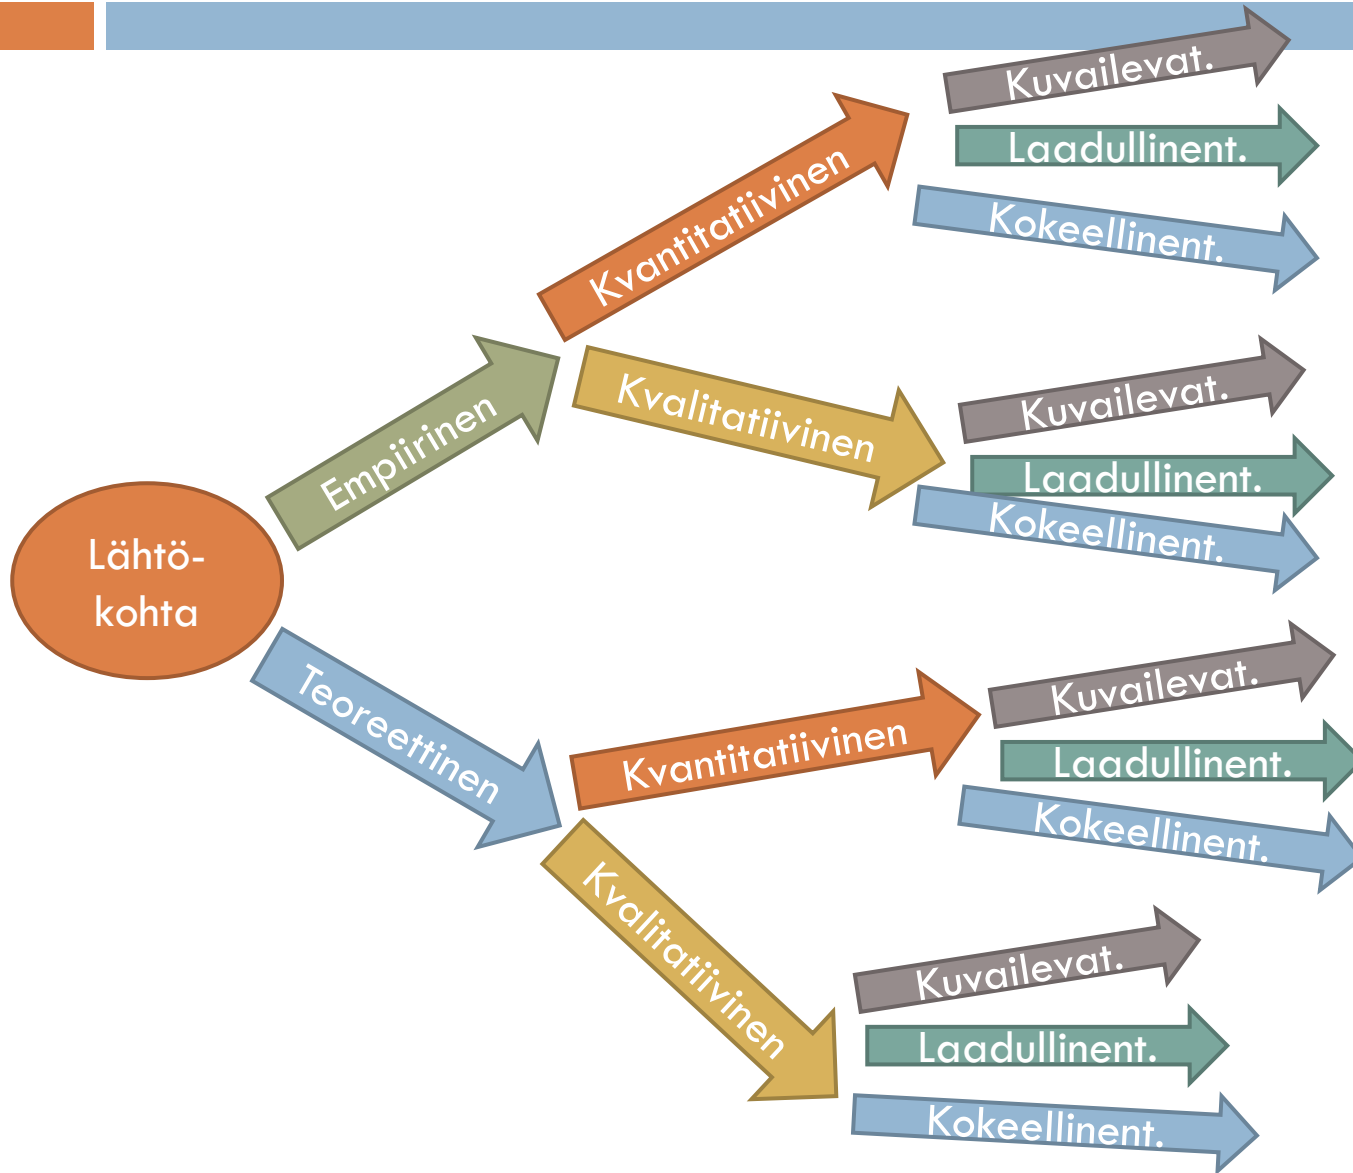 Lähtö-
kohta
Empiirinen
Kvantitatiivinen
Kuvailevat.
Laadullinent.
Kokeellinent.
Kvalitatiivinen
Kuvailevat.
Laadullinent.
Kokeellinent.
Teoreettinen
Kvantitatiivinen
Kuvailevat.
Laadullinent.
Kokeellinent.
Kvalitatiivinen
Kuvailevat.
Laadullinent.
Kokeellinent.